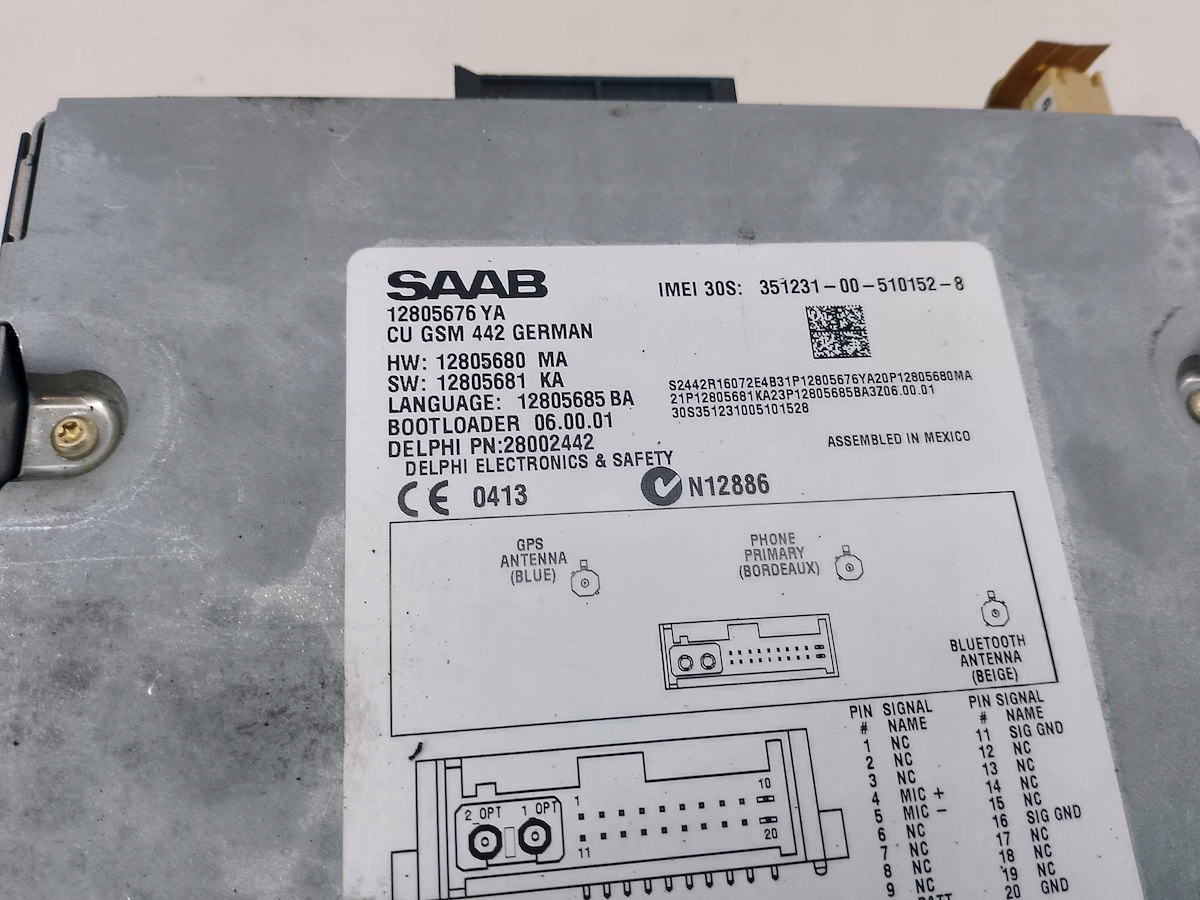 SAAB
12805676 YA
CU GSM 442 GERMAN
HW: 12805680 MA
SW: 12805681 KA
LANGUAGE: 12805685 BA
BOOTLOADER 06.00.01
DELPHI PN:28002442
DELPHI ELECTRONICS & SAFETY
CE 0413
N12886
IMEI 30S: 351231-00-510152-8
S2442R16072E4B31P12805676YA20P12805680MA
21P12805681KA23P12805685BA3Z06.00.01
30S351231005101528
ASSEMBLED IN MEXICO
GPS
ANTENNA
(BLUE)
PHONE
PRIMARY
(BORDEAUX)
BLUETOOTH
ANTENNA
(BEIGE)
2_OPT 1_OPT
1
10
11
20
PIN SIGNAL
# NAME
1 NC
2 NC
3 NC
4 MIC +
5 MIC -
6 NC
7 NC
8 NC
9 NC
PIN SIGNAL
# NAME
11 SIG GND
12 NC
13 NC
14 NC
15 NC
16 SIG GND
17 NC
18 NC
19 NC
20 GND